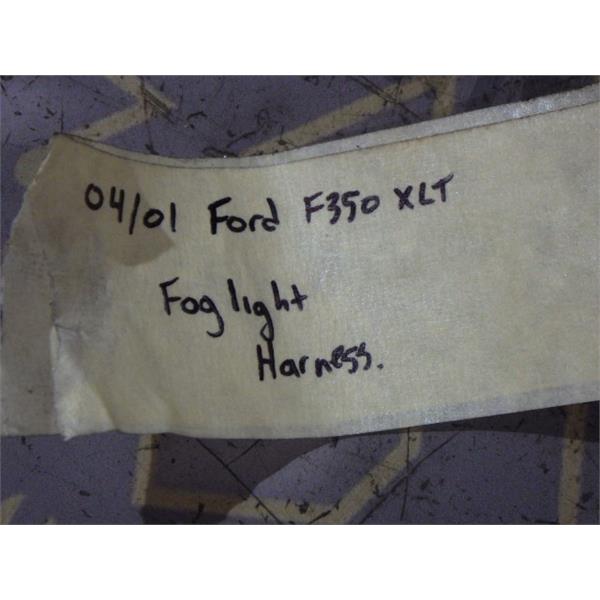 04/01 Ford F350 XLT
Fog light
Harness.